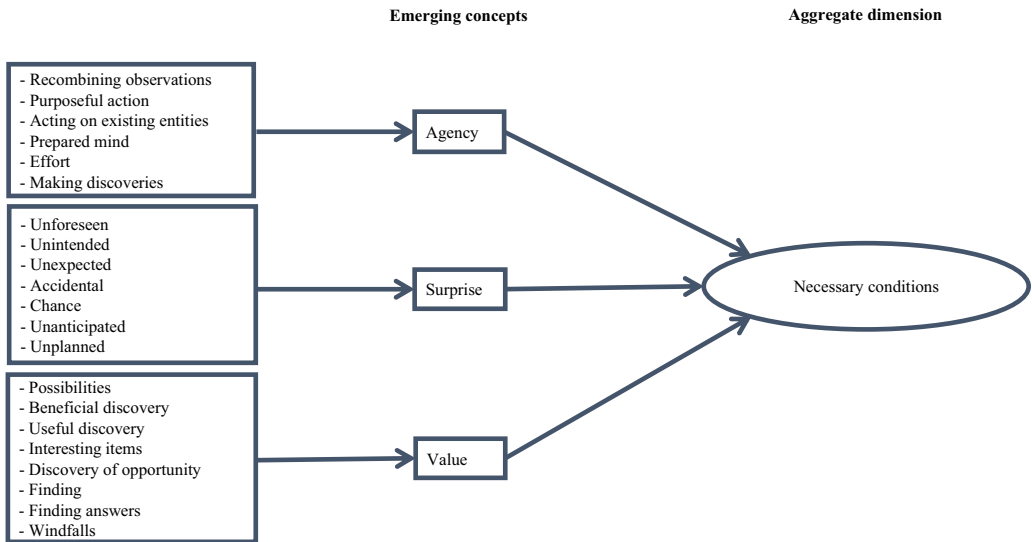 Emerging concepts
Aggregate dimension
- Recombining observations
- Purposeful action
- Acting on existing entities
- Prepared mind
- Effort
- Making discoveries
Agency
- Unforeseen
- Unintended
- Unexpected
- Accidental
- Chance
- Unanticipated
- Unplanned
Surprise
Necessary conditions
- Possibilities
- Beneficial discovery
- Useful discovery
- Interesting items
- Discovery of opportunity
- Finding
- Finding answers
- Windfalls
Value